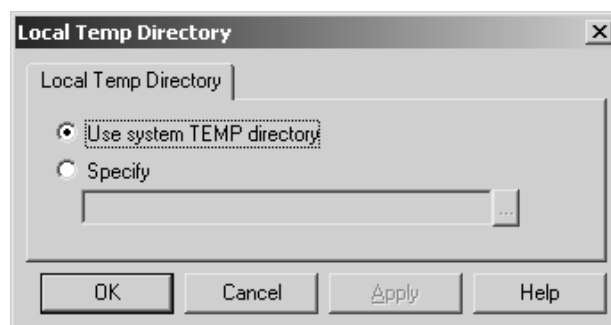 Local Temp Directory
Local Temp Directory
Use system TEMP directory
Specify
...
OK Cancel Apply Help